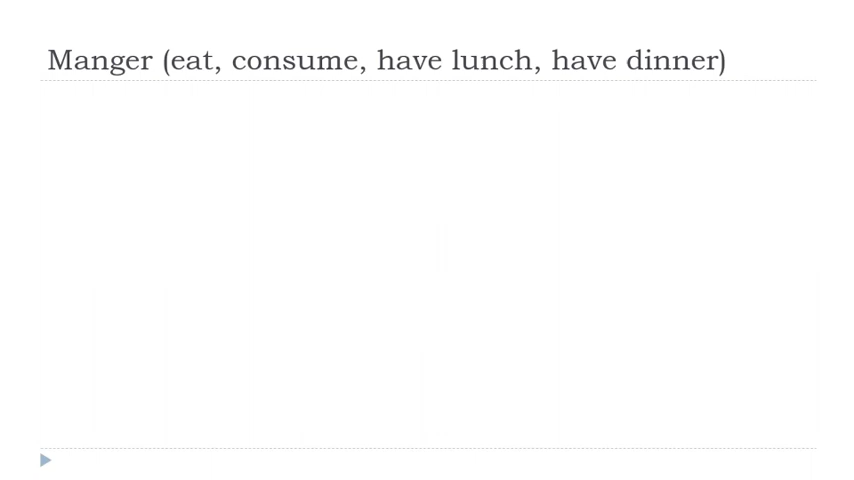 Manger (eat, consume, have lunch, have dinner)